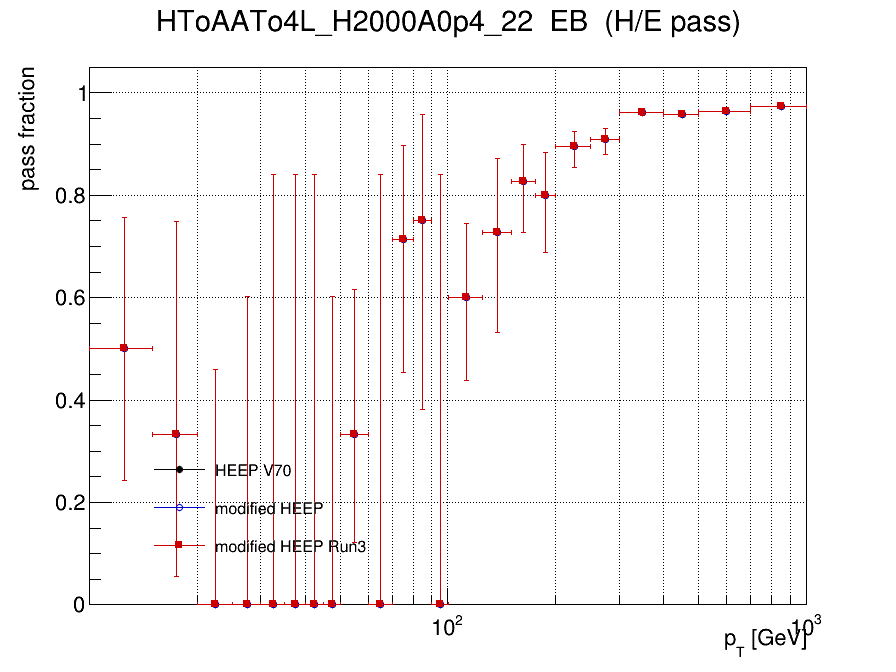 HToAATo4L_H2000A0p4_22 EB (H/E pass)
pass fraction
1
0.8
0.6
0.4
0.2
0
HEEP V70
modified HEEP
modified HEEP Run3
10²
10³
p_T [GeV]